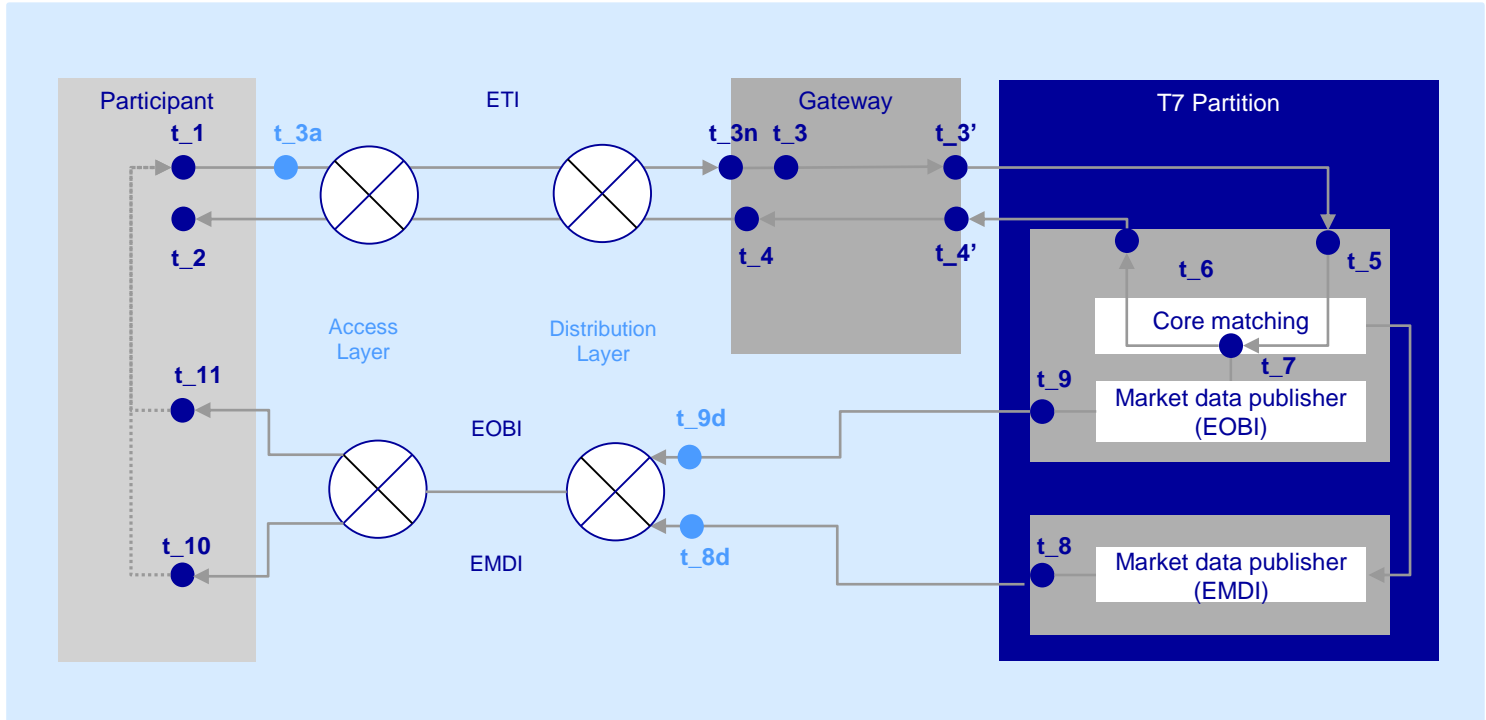 Participant
ETI
Gateway
T7 Partition
t_1
t_3a
t_3n
t_3
t_3’
t_2
t_4
t_4’
t_6
t_5
Access
Layer
Distribution
Layer
Core matching
t_7
t_11
t_9
t_9d
EOBI
Market data publisher
(EOBI)
t_10
t_8d
EMDI
t_8
Market data publisher
(EMDI)